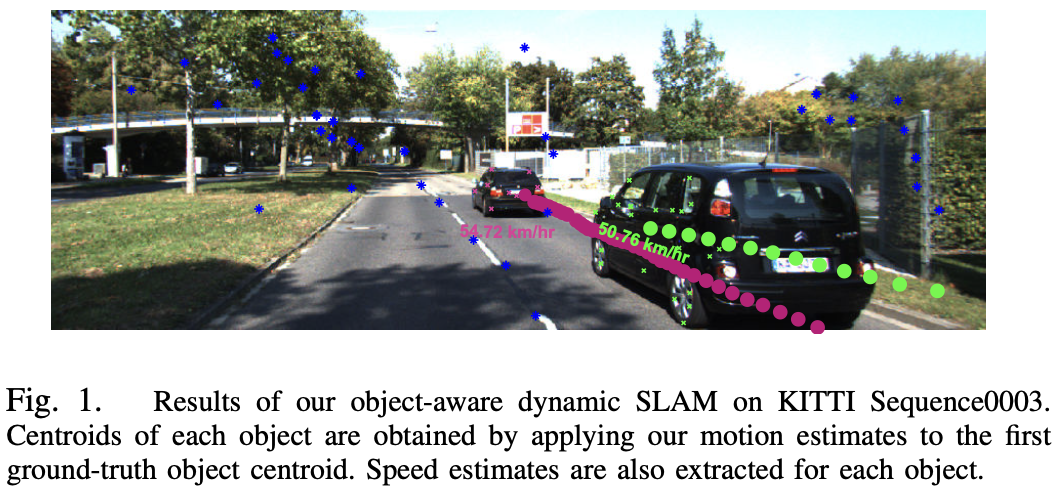 54.72 km/hr
50.76 km/hr
Fig. 1. Results of our object-aware dynamic SLAM on KITTI Sequence0003.
Centroids of each object are obtained by applying our motion estimates to the first
ground-truth object centroid. Speed estimates are also extracted for each object.